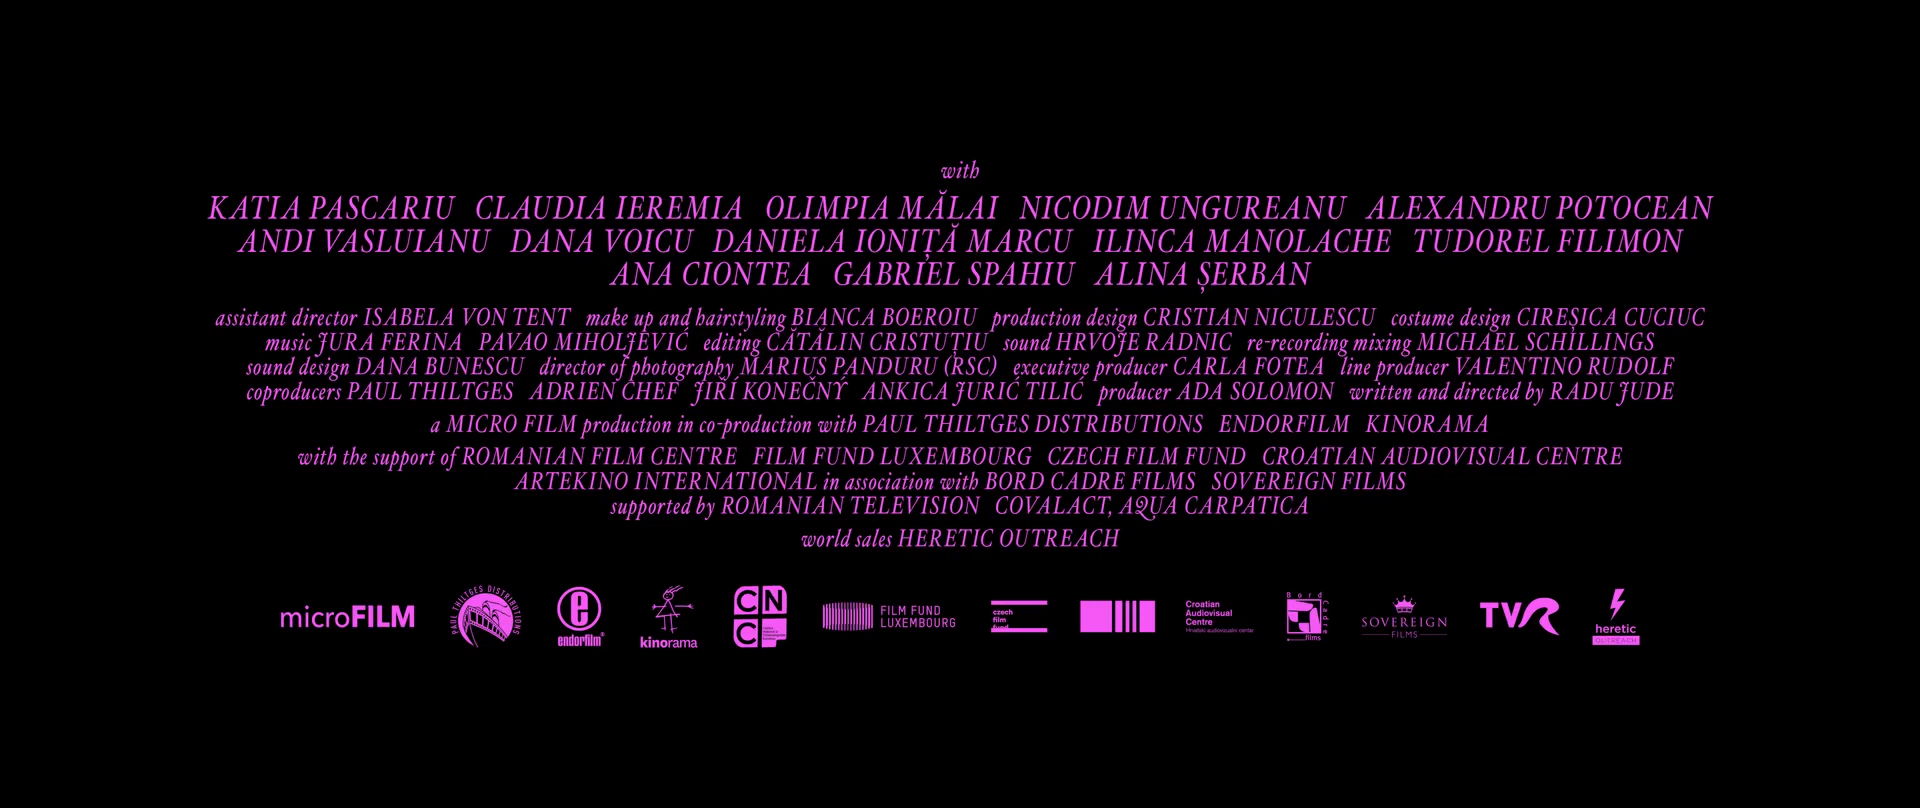 with
KATIA PASCARIU CLAUDIA IEREMIA OLIMPIA MĂLAI NICODIM UNGUREANU ALEXANDRU POTOCEAN
ANDI VASLUIANU DANA VOICU DANIELA IONIȚĂ MARCU ILINCA MANOLACHE TUDOREL FILIMON
ANA CIONTEA GABRIEL SPAHIU ALINA ȘERBAN
assistant director ISABELA VON TENT make up and hairstyling BIANCA BOEROIU production design CRISTIAN NICULESCU costume design CIREȘICA CUCIUC
music JURA FERINA PAVAO MIHOLJEVIĆ editing CĂTĂLIN CRISTUȚIU sound HRVOJE RADNIC re-recording mixing MICHAEL SCHILLINGS
sound design DANA BUNESCU director of photography MARIUS PANDURU (RSC) executive producer CARLA FOTEA line producer VALENTINO RUDOLF
coproducers PAUL THILTGES ADRIEN CHEF JIŘÍ KONEČNÝ ANKICA JURIĆ TILIĆ producer ADA SOLOMON written and directed by RADU JUDE
a MICRO FILM production in co-production with PAUL THILTGES DISTRIBUTIONS ENDORFILM KINORAMA
with the support of ROMANIAN FILM CENTRE FILM FUND LUXEMBOURG CZECH FILM FUND CROATIAN AUDIOVISUAL CENTRE
ARTEKINO INTERNATIONAL in association with BORD CADRE FILMS SOVEREIGN FILMS
supported by ROMANIAN TELEVISION COVALACT, AQUA CARPATICA
world sales HERETIC OUTREACH
microFILM
PAUL THILTGES DISTRIBUTIONS
e
endorfilm®
kinorama
CN
C
FILM FUND
LUXEMBOURG
czech
film
fund
Croatian
Audiovisual
Centre
Hrvatski audiovizualni centar
Bord
Cadre
films
SOVEREIGN
FILMS
TVR
heretic
OUTREACH